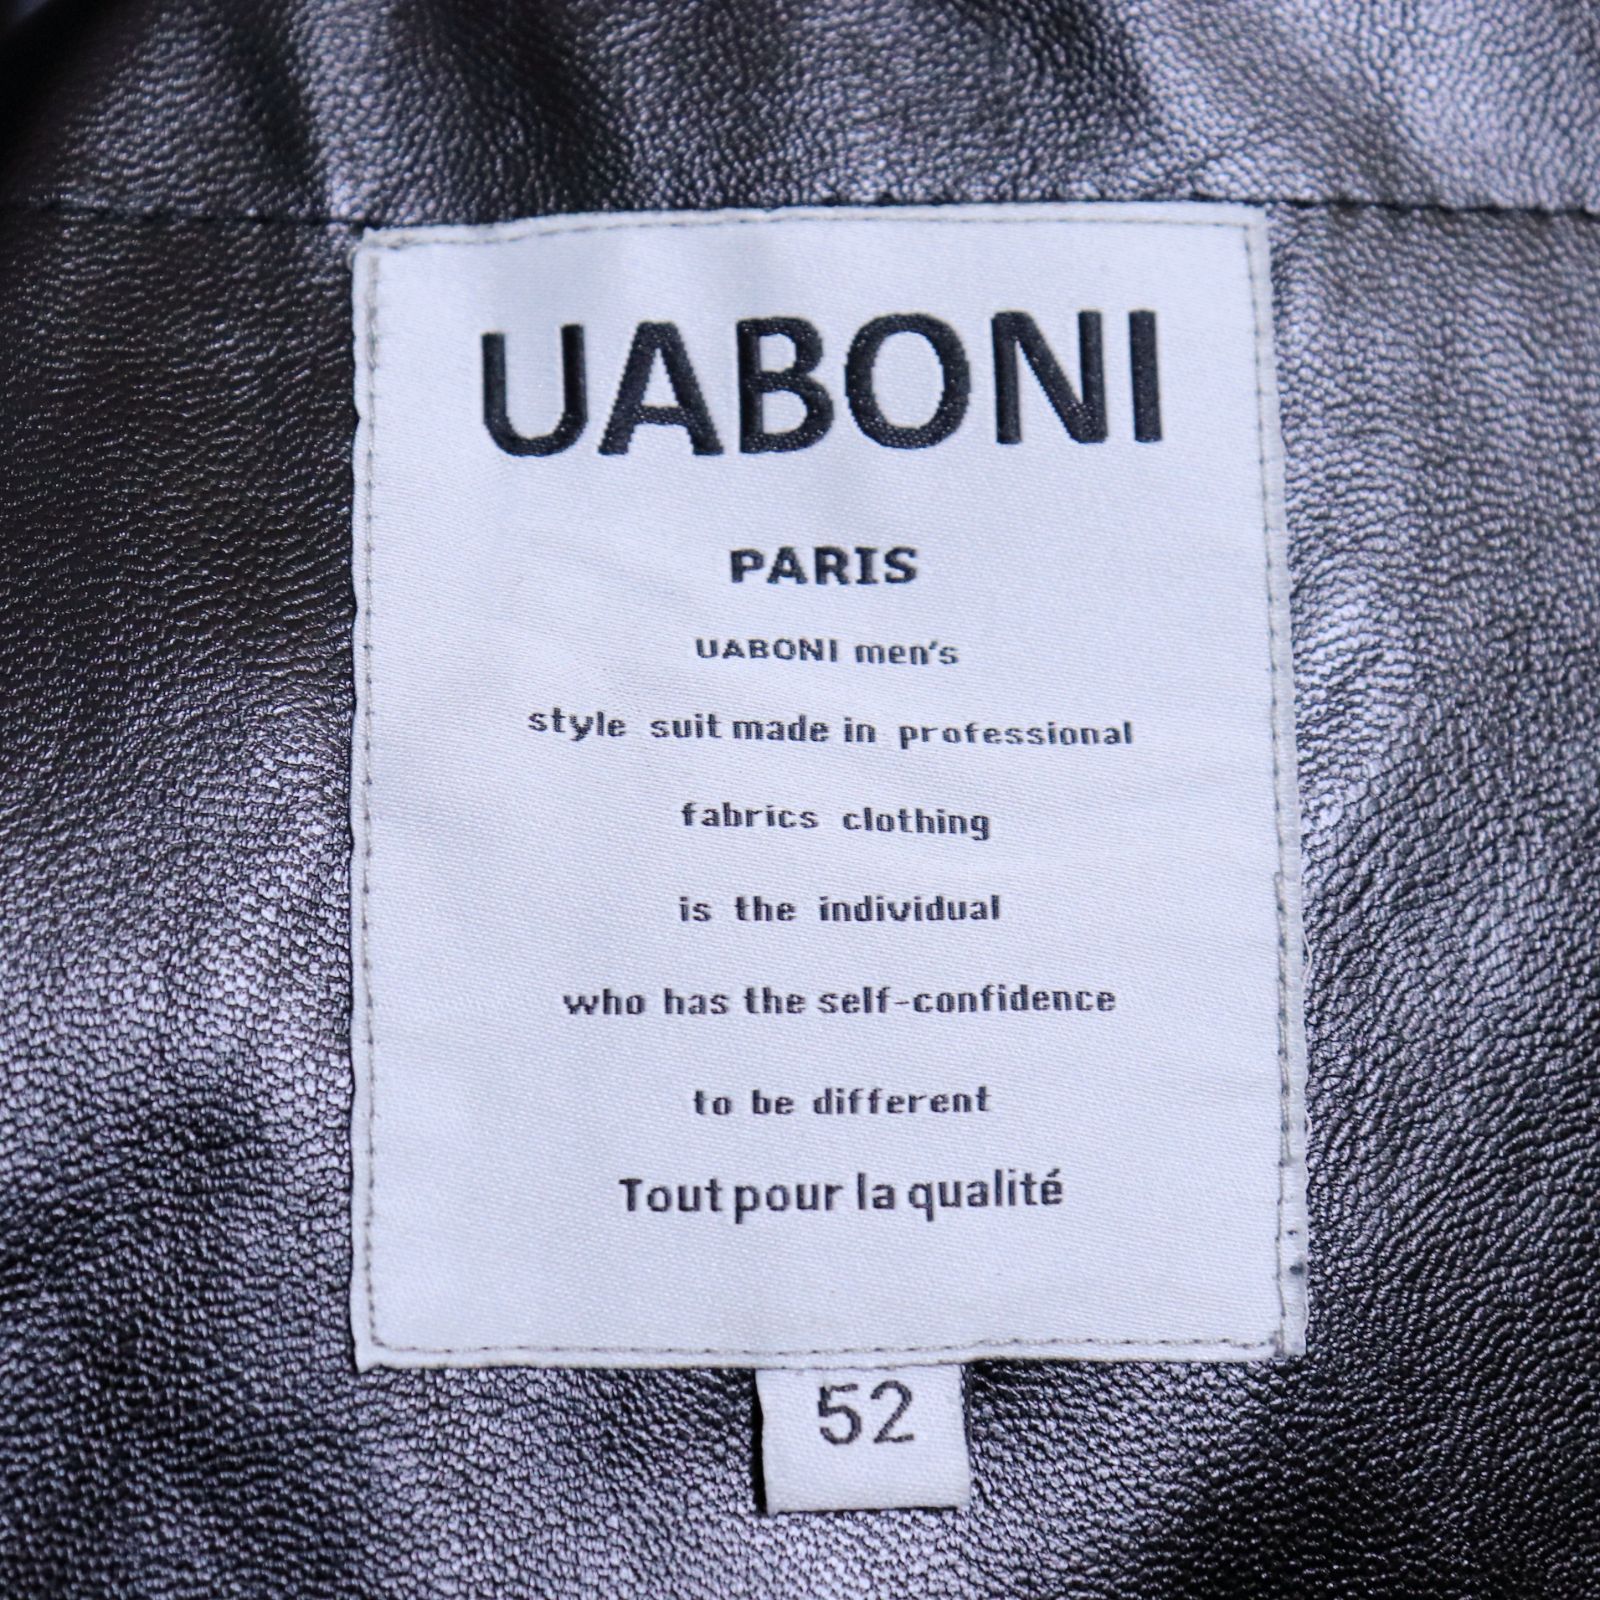 UABONI
PARIS
UABONI men's
style suit made in professional
fabrics clothing
is the individual
who has the self-confidence
to be different
Tout pour la qualité
52